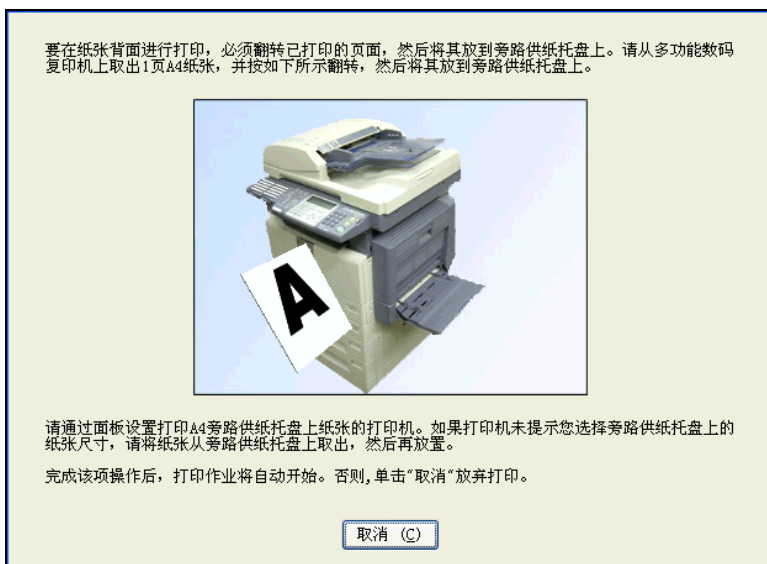 要在纸张背面进行打印，必须翻转已打印的页面，然后将其放到旁路供纸托盘上。请从多功能数码
复印机上取出1页A4纸张，并按如下所示翻转，然后将其放到旁路供纸托盘上。
A
请通过面板设置打印A4旁路供纸托盘上纸张的打印机。如果打印机未提示您选择旁路供纸托盘上的
纸张尺寸，请将纸张从旁路供纸托盘上取出，然后再放置。
完成该项操作后，打印作业将自动开始。否则,单击"取消"放弃打印。
取消 (C)